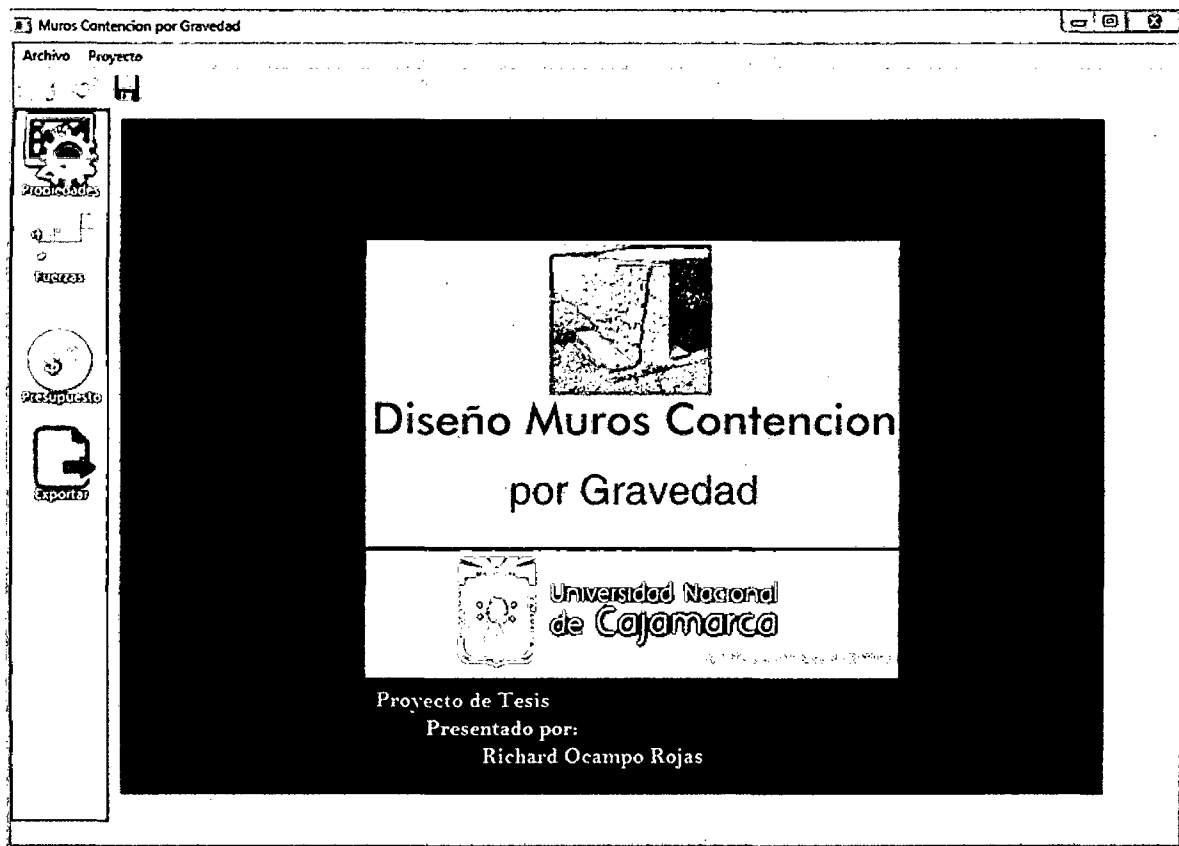 Muros Contencion por Gravedad
Archivo Proyecto
Propiedades
Fuerzas
Presupuesto
Exportar
Diseño Muros Contencion
por Gravedad
Universidad Nacional
de Cajamarca
Proyecto de Tesis
Presentado por:
Richard Ocampo Rojas